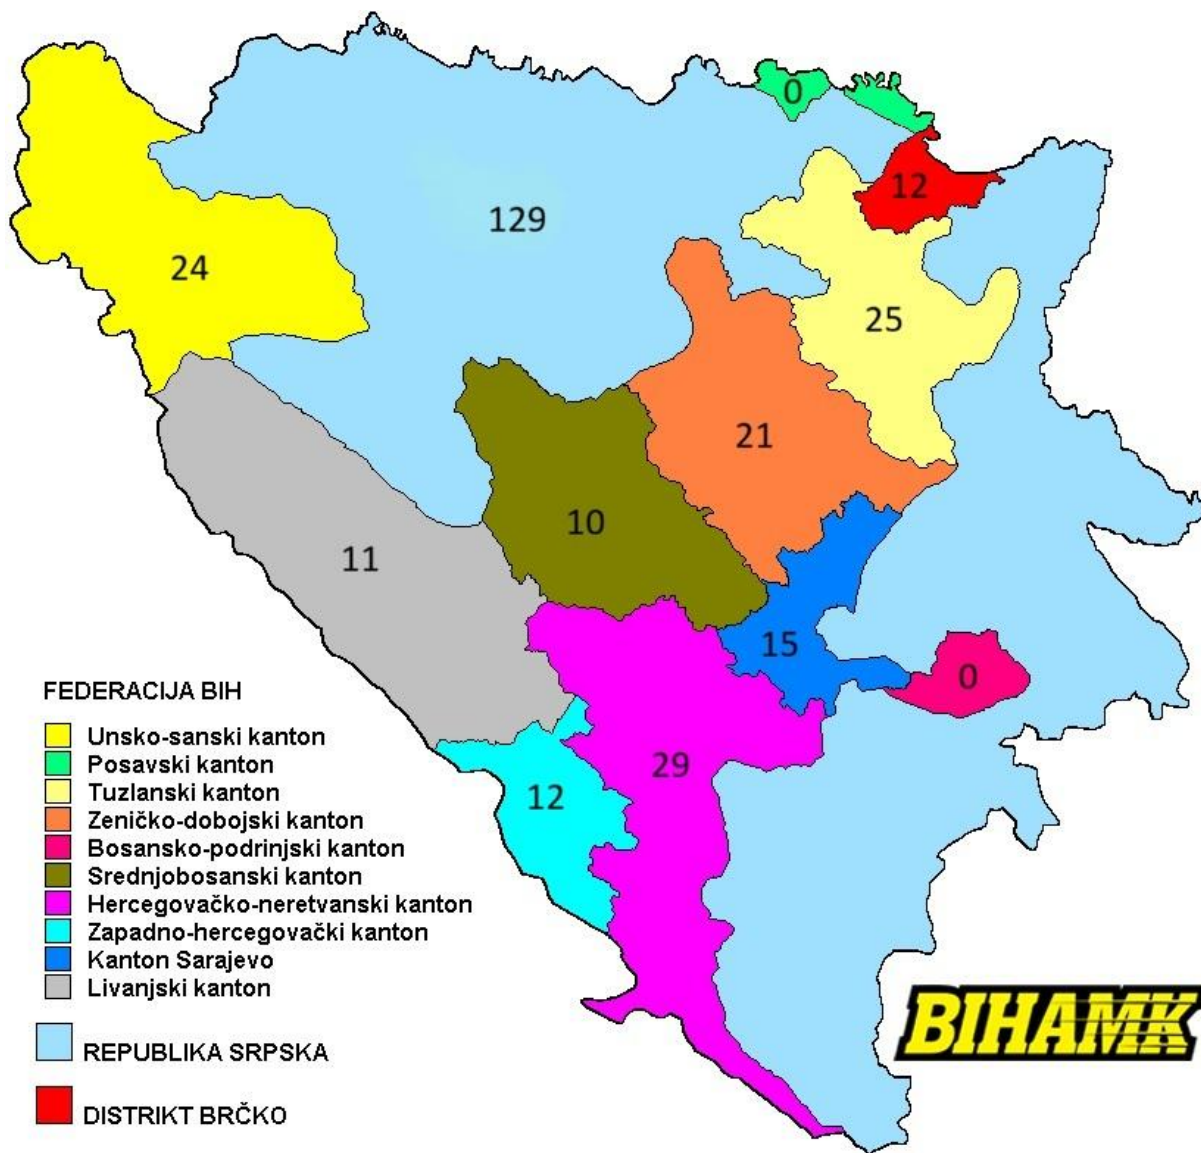 0
12
129
24
25
21
10
11
15
0
29
12
FEDERACIJA BIH
Unsko-sanski kanton
Posavski kanton
Tuzlanski kanton
Zeničko-dobojski kanton
Bosansko-podrinjski kanton
Srednjobosanski kanton
Hercegovačko-neretvanski kanton
Zapadno-hercegovački kanton
Kanton Sarajevo
Livanjski kanton
REPUBLIKA SRPSKA
DISTRIKT BRČKO
BIHAMK